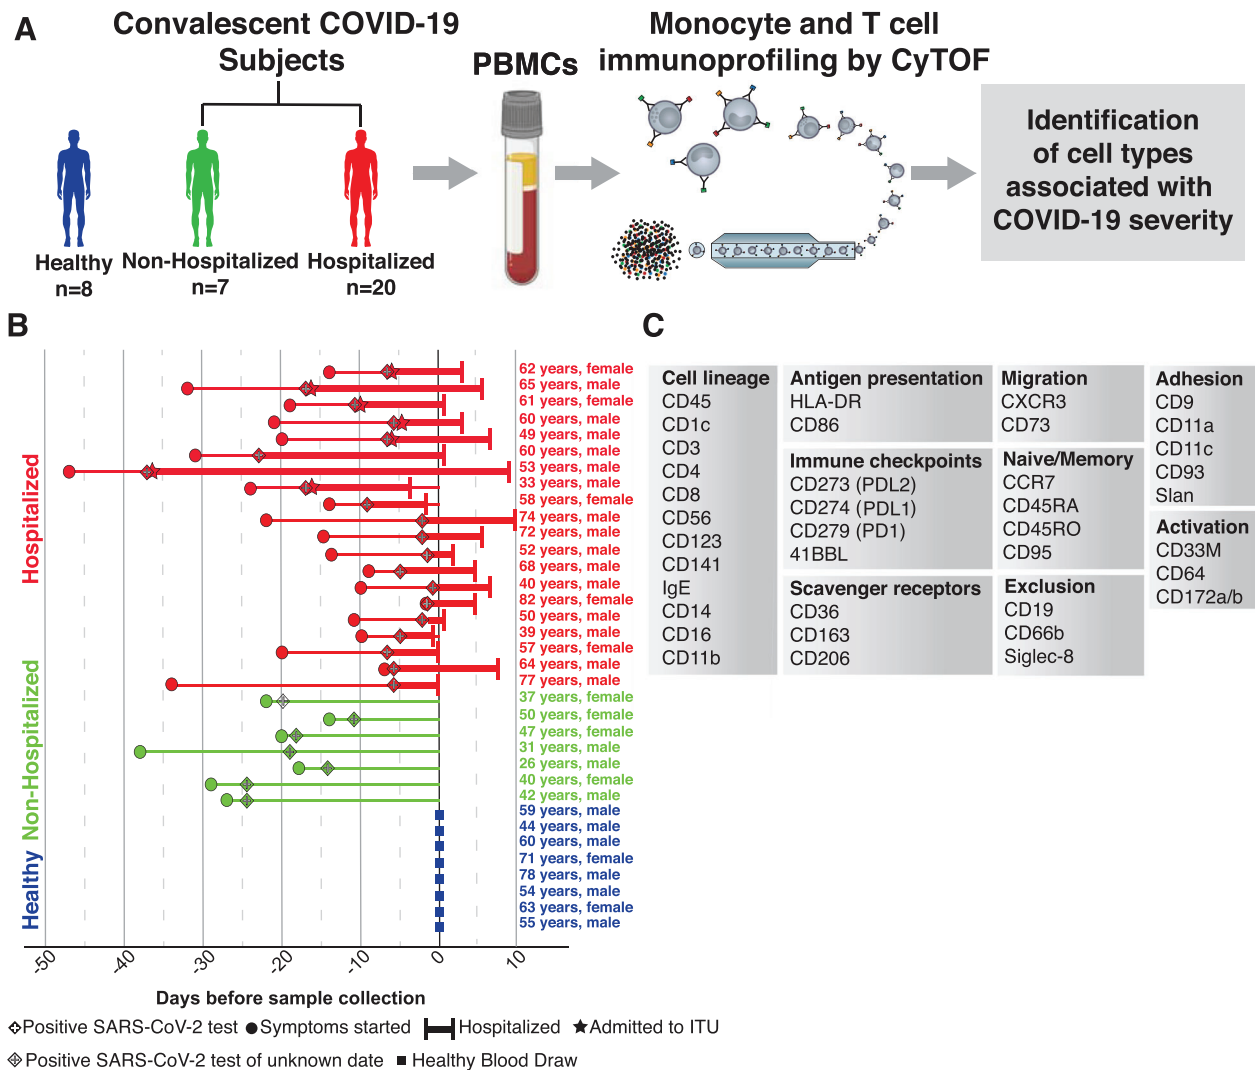 A
Convalescent COVID-19
Subjects
PBMCs
Monocyte and T cell
immunoprofiling by CyTOF
Identification
of cell types
associated with
COVID-19 severity
Healthy
n=8
Non-Hospitalized
n=7
Hospitalized
n=20
B
Hospitalized
Non-Hospitalized
Healthy
62 years, female
65 years, male
61 years, female
60 years, male
49 years, male
60 years, male
53 years, male
33 years, male
58 years, female
74 years, male
72 years, male
52 years, male
68 years, male
40 years, male
82 years, female
50 years, male
39 years, male
57 years, female
64 years, male
77 years, male
37 years, female
50 years, female
47 years, female
31 years, male
26 years, male
40 years, female
42 years, male
59 years, male
44 years, male
60 years, male
71 years, female
78 years, male
54 years, male
63 years, female
55 years, male
-50
-40
-30
-20
-10
0
10
Days before sample collection
Positive SARS-CoV-2 test
Symptoms started
Hospitalized
Admitted to ITU
Positive SARS-CoV-2 test of unknown date
Healthy Blood Draw
C
Cell lineage
CD45
CD1c
CD3
CD4
CD8
CD56
CD123
CD141
IgE
CD14
CD16
CD11b
Antigen presentation
HLA-DR
CD86
Immune checkpoints
CD273 (PDL2)
CD274 (PDL1)
CD279 (PD1)
41BBL
Scavenger receptors
CD36
CD163
CD206
Migration
CXCR3
CD73
Naive/Memory
CCR7
CD45RA
CD45RO
CD95
Exclusion
CD19
CD66b
Siglec-8
Adhesion
CD9
CD11a
CD11c
CD93
Slan
Activation
CD33M
CD64
CD172a/b